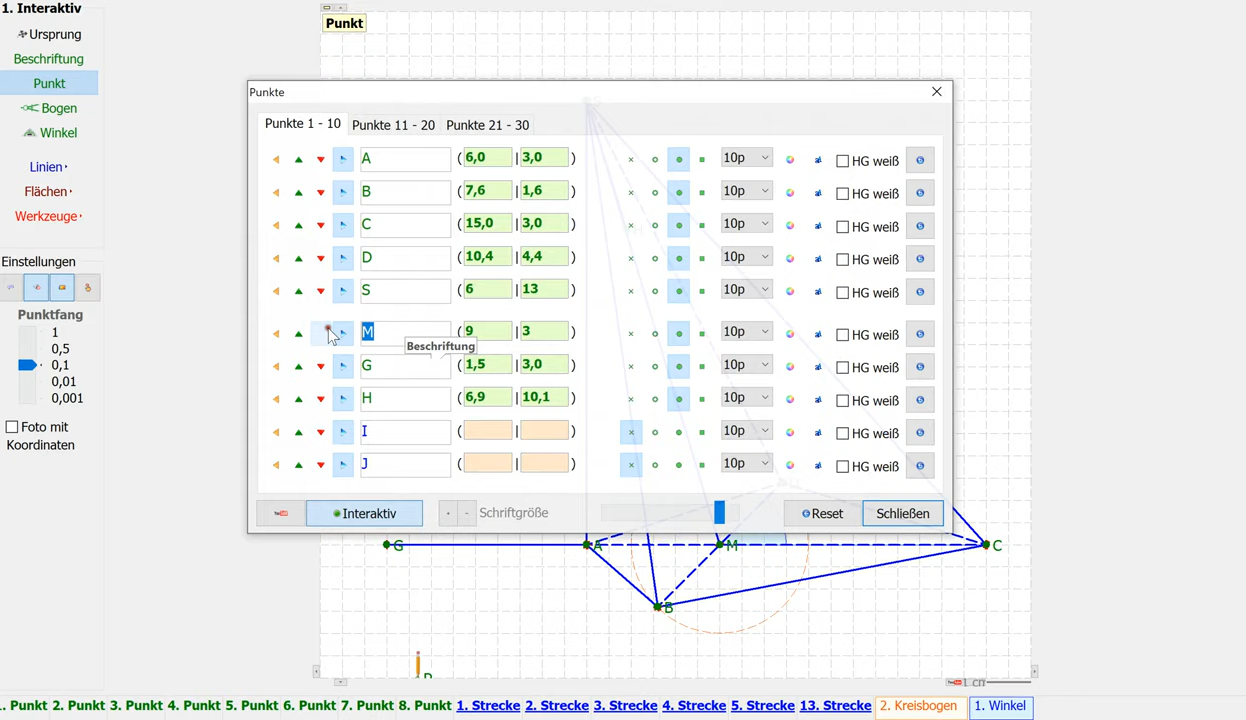 1. Interaktiv
Ursprung
Beschriftung
Punkt
Bogen
Winkel
Linien
Flächen
Werkzeuge
Einstellungen
Punktfang
1
0,5
0,1
0,01
0,001
Foto mit
Koordinaten
Punkt
Punkte
Punkte 1 - 10 Punkte 11 - 20 Punkte 21 - 30
A ( 6,0 | 3,0 ) 10p HG weiß
B ( 7,6 | 1,6 ) 10p HG weiß
C ( 15,0 | 3,0 ) 10p HG weiß
D ( 10,4 | 4,4 ) 10p HG weiß
S ( 6 | 13 ) 10p HG weiß
M ( 9 | 3 ) 10p HG weiß
Beschriftung
G ( 1,5 | 3,0 ) 10p HG weiß
H ( 6,9 | 10,1 ) 10p HG weiß
I ( | ) 10p HG weiß
J ( | ) 10p HG weiß
Interaktiv + - Schriftgröße Reset Schließen
G A M C
B
1 cm
. Punkt 2. Punkt 3. Punkt 4. Punkt 5. Punkt 6. Punkt 7. Punkt 8. Punkt 1. Strecke 2. Strecke 3. Strecke 4. Strecke 5. Strecke 13. Strecke 2. Kreisbogen 1. Winkel